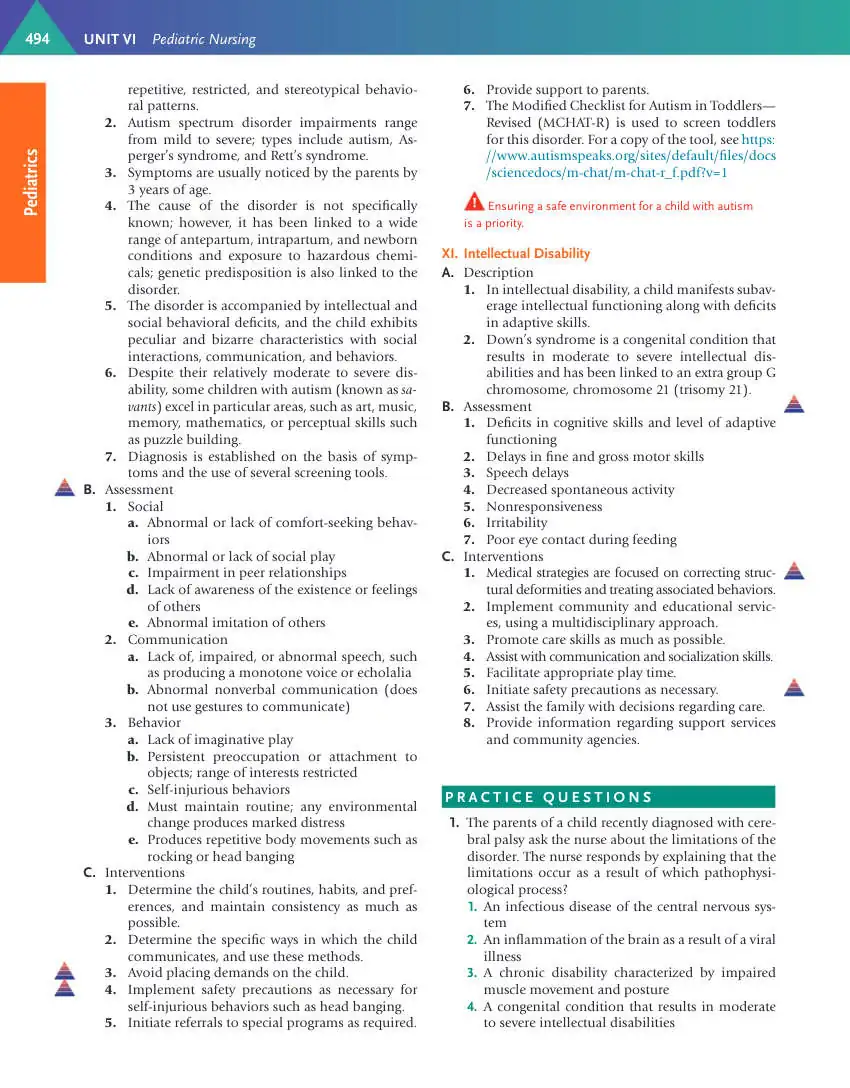 494 UNIT VI Pediatric Nursing
Pediatrics
repetitive, restricted, and stereotypical behavio-
ral patterns.
2. Autism spectrum disorder impairments range
from mild to severe; types include autism, As-
perger's syndrome, and Rett's syndrome.
3. Symptoms are usually noticed by the parents by
3 years of age.
4. The cause of the disorder is not specifically
known; however, it has been linked to a wide
range of antepartum, intrapartum, and newborn
conditions and exposure to hazardous chemi-
cals; genetic predisposition is also linked to the
disorder.
5. The disorder is accompanied by intellectual and
social behavioral deficits, and the child exhibits
peculiar and bizarre characteristics with social
interactions, communication, and behaviors.
6. Despite their relatively moderate to severe dis-
ability, some children with autism (known as sa-
vants) excel in particular areas, such as art, music,
memory, mathematics, or perceptual skills such
as puzzle building.
7. Diagnosis is established on the basis of symp-
toms and the use of several screening tools.
B. Assessment
1. Social
a. Abnormal or lack of comfort-seeking behav-
iors
b. Abnormal or lack of social play
c. Impairment in peer relationships
d. Lack of awareness of the existence or feelings
of others
e. Abnormal imitation of others
2. Communication
a. Lack of, impaired, or abnormal speech, such
as producing a monotone voice or echolalia
b. Abnormal nonverbal communication (does
not use gestures to communicate)
3. Behavior
a. Lack of imaginative play
b. Persistent preoccupation or attachment to
objects; range of interests restricted
c. Self-injurious behaviors
d. Must maintain routine; any environmental
change produces marked distress
e. Produces repetitive body movements such as
rocking or head banging
C. Interventions
1. Determine the child's routines, habits, and pref-
erences, and maintain consistency as much as
possible.
2. Determine the specific ways in which the child
communicates, and use these methods.
3. Avoid placing demands on the child.
4. Implement safety precautions as necessary for
self-injurious behaviors such as head banging.
5. Initiate referrals to special programs as required.
6. Provide support to parents.
7. The Modified Checklist for Autism in Toddlers—
Revised (MCHAT-R) is used to screen toddlers
for this disorder. For a copy of the tool, see https:
//www.autismspeaks.org/sites/default/files/docs
/sciencedocs/m-chat/m-chat-r_f.pdf?v=1
Ensuring a safe environment for a child with autism
is a priority.
XI. Intellectual Disability
A. Description
1. In intellectual disability, a child manifests subav-
erage intellectual functioning along with deficits
in adaptive skills.
2. Down's syndrome is a congenital condition that
results in moderate to severe intellectual dis-
abilities and has been linked to an extra group G
chromosome, chromosome 21 (trisomy 21).
B. Assessment
1. Deficits in cognitive skills and level of adaptive
functioning
2. Delays in fine and gross motor skills
3. Speech delays
4. Decreased spontaneous activity
5. Nonresponsiveness
6. Irritability
7. Poor eye contact during feeding
C. Interventions
1. Medical strategies are focused on correcting struc-
tural deformities and treating associated behaviors.
2. Implement community and educational servic-
es, using a multidisciplinary approach.
3. Promote care skills as much as possible.
4. Assist with communication and socialization skills.
5. Facilitate appropriate play time.
6. Initiate safety precautions as necessary.
7. Assist the family with decisions regarding care.
8. Provide information regarding support services
and community agencies.
PRACTICE QUESTIONS
1. The parents of a child recently diagnosed with cere-
bral palsy ask the nurse about the limitations of the
disorder. The nurse responds by explaining that the
limitations occur as a result of which pathophysi-
ological process?
1. An infectious disease of the central nervous sys-
tem
2. An inflammation of the brain as a result of a viral
illness
3. A chronic disability characterized by impaired
muscle movement and posture
4. A congenital condition that results in moderate
to severe intellectual disabilities